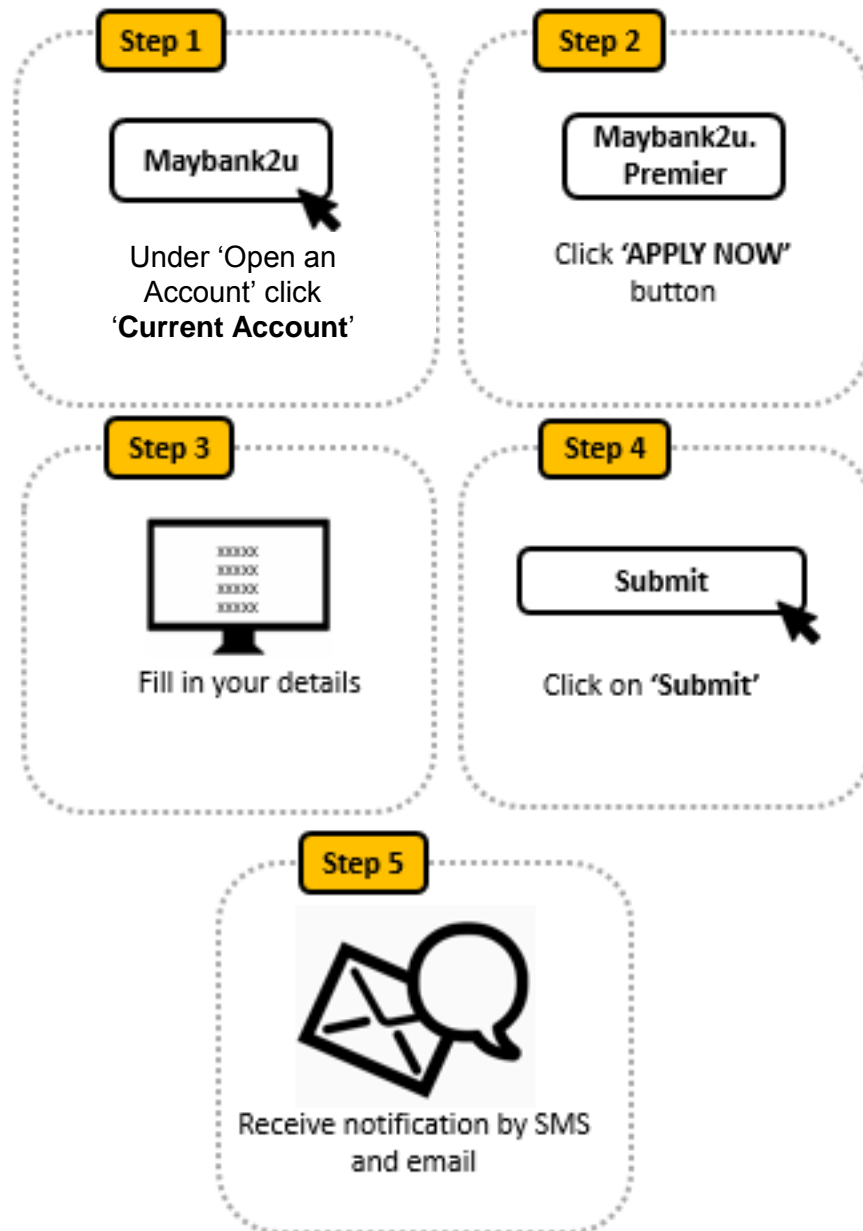 Step 1
Maybank2u
Under ‘Open an
Account’ click
‘Current Account’
Step 2
Maybank2u.
Premier
Click ‘APPLY NOW’
button
Step 3
xxxxx
xxxxx
xxxxx
xxxxx
Fill in your details
Step 4
Submit
Click on ‘Submit’
Step 5
Receive notification by SMS
and email